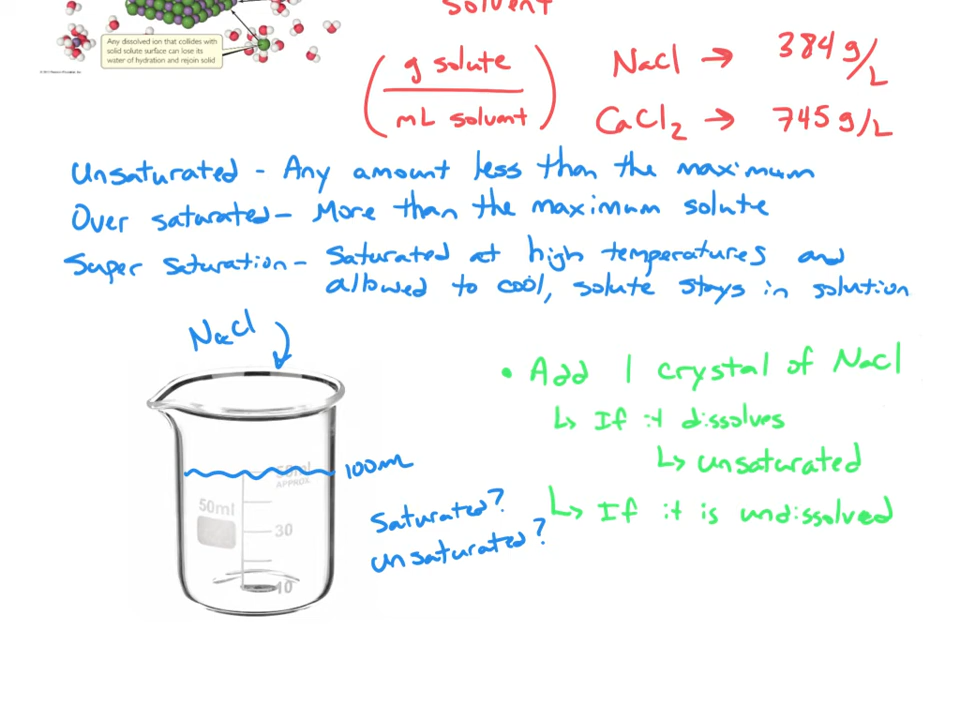 solvent
Any dissolved ion that collides with
solid solute surface can lose its
water of hydration and rejoin solid
g solute
mL solvent
NaCl → 384 g/L
CaCl2 → 745 g/L
Unsaturated - Any amount less than the maximum
Over saturated - More than the maximum solute
Super Saturation - Saturated at high temperatures and
allowed to cool, solute stays in solution
NaCl
100mL
APPROX
50ml
30
10
Saturated?
unsaturated?
• Add 1 crystal of NaCl
↳ If it dissolves
↳ unsaturated
↳ If it is undissolved